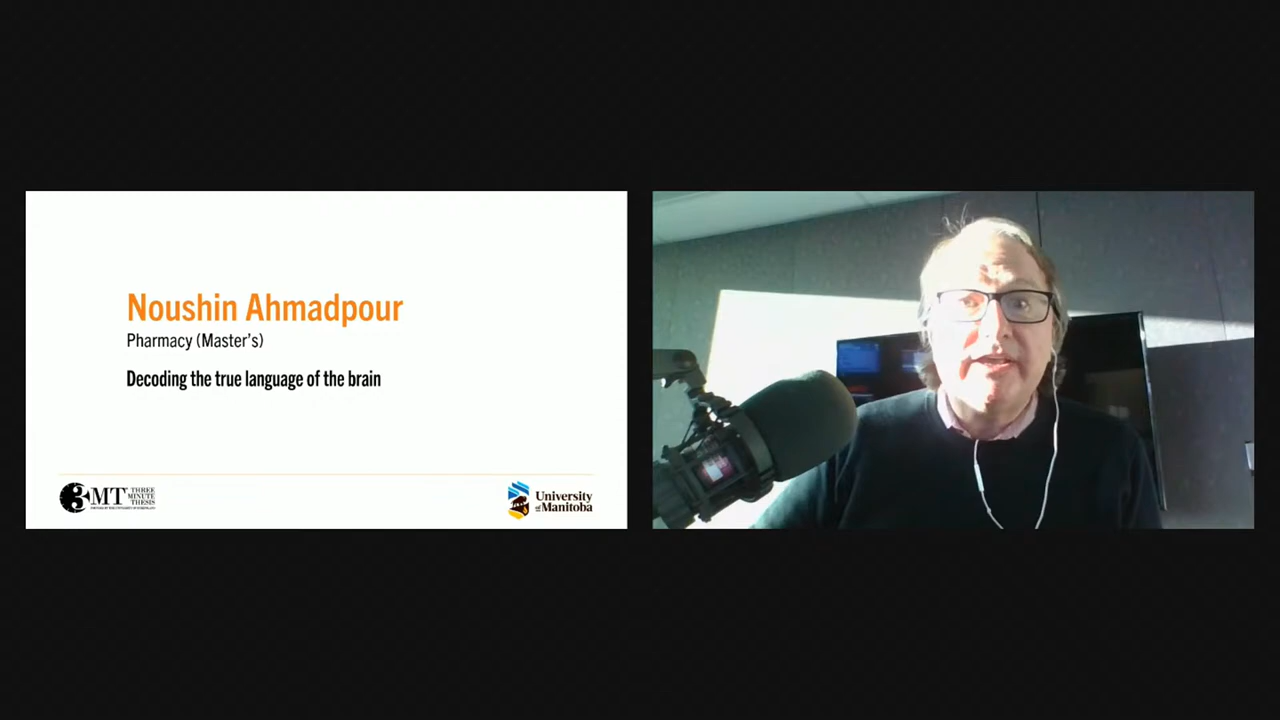 Noushin Ahmadpour
Pharmacy (Master's)
Decoding the true language of the brain
3MT THREE
MINUTE
THESIS
University
of Manitoba